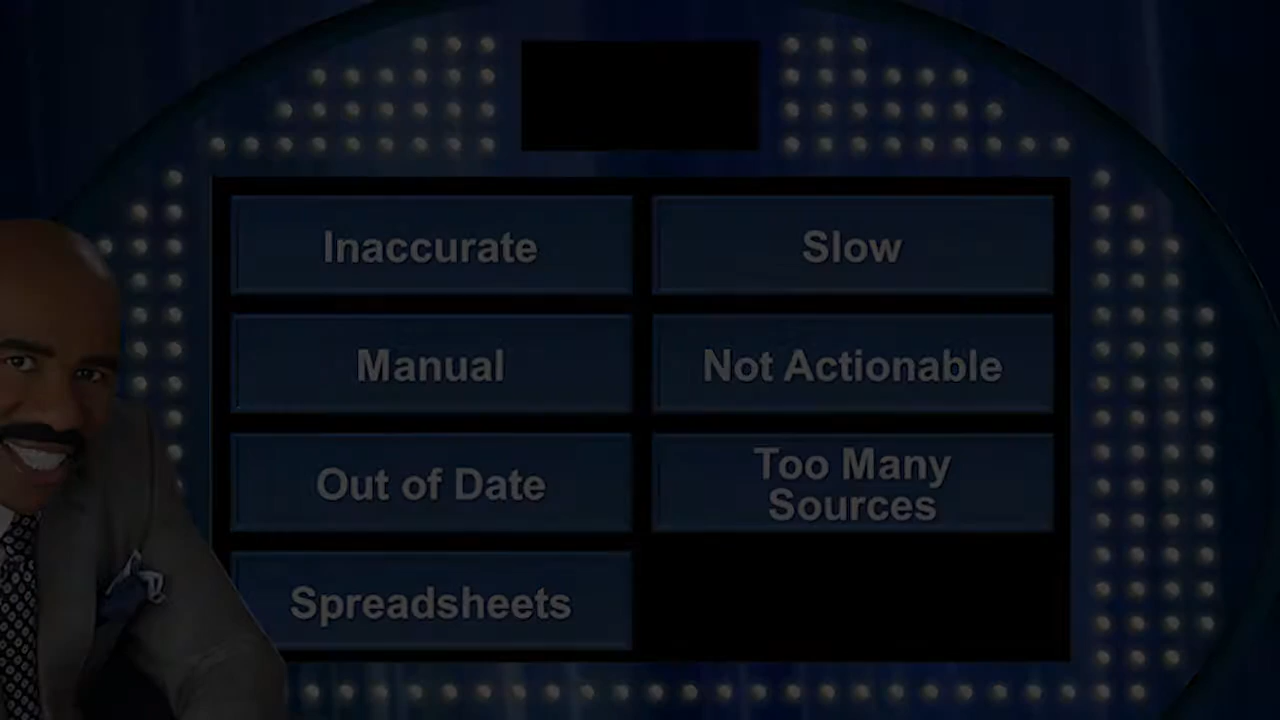 Inaccurate
Slow
Manual
Not Actionable
Out of Date
Too Many
Sources
Spreadsheets